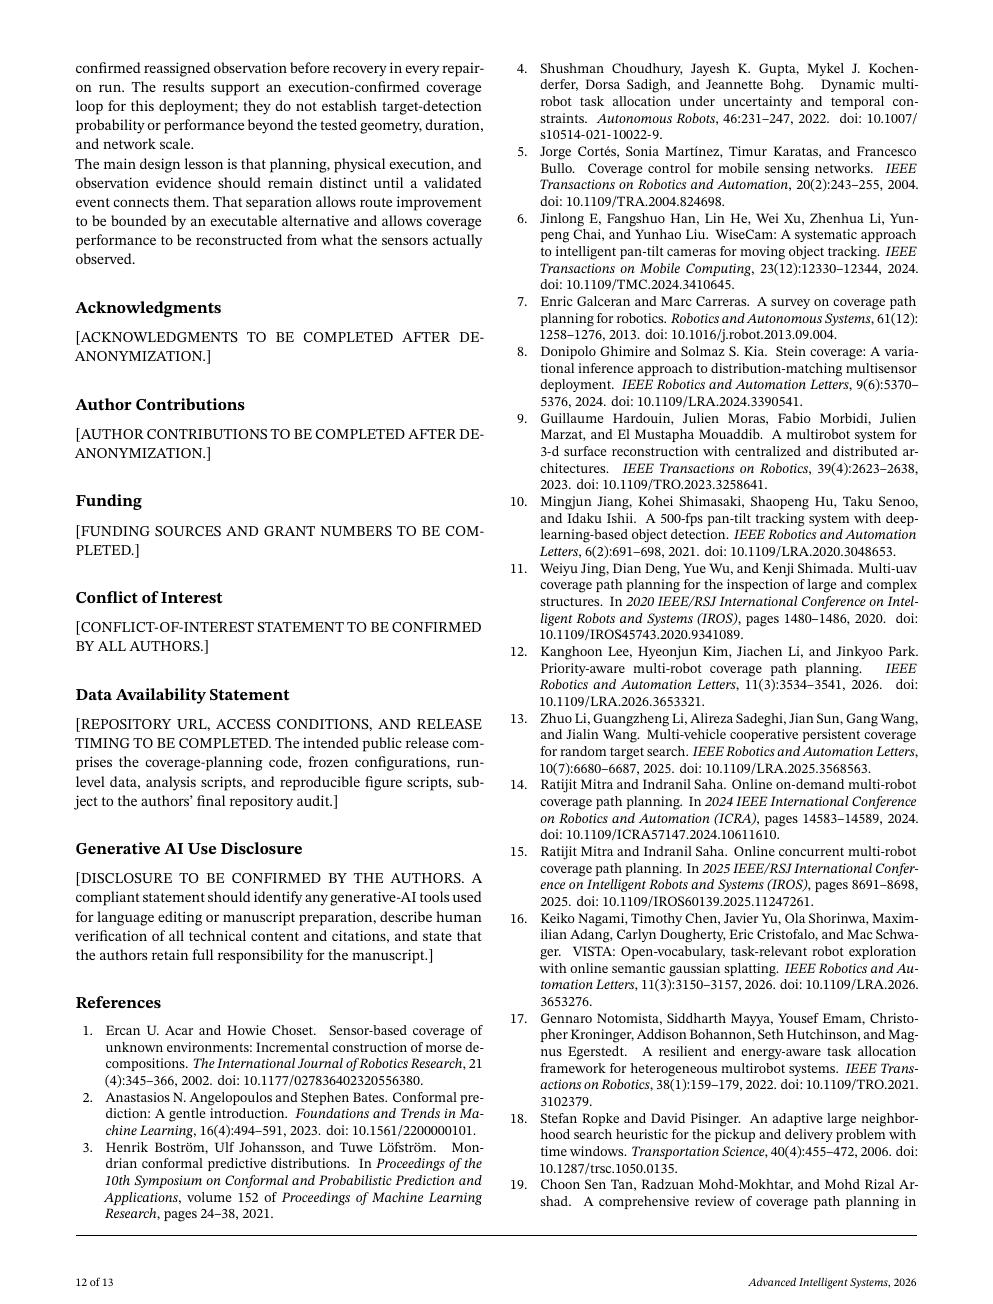 confirmed reassigned observation before recovery in every repair-
on run. The results support an execution-confirmed coverage
loop for this deployment; they do not establish target-detection
probability or performance beyond the tested geometry, duration,
and network scale.
The main design lesson is that planning, physical execution, and
observation evidence should remain distinct until a validated
event connects them. That separation allows route improvement
to be bounded by an executable alternative and allows coverage
performance to be reconstructed from what the sensors actually
observed.
Acknowledgments
[ACKNOWLEDGMENTS TO BE COMPLETED AFTER DE-
ANONYMIZATION.]
Author Contributions
[AUTHOR CONTRIBUTIONS TO BE COMPLETED AFTER DE-
ANONYMIZATION.]
Funding
[FUNDING SOURCES AND GRANT NUMBERS TO BE COM-
PLETED.]
Conflict of Interest
[CONFLICT-OF-INTEREST STATEMENT TO BE CONFIRMED
BY ALL AUTHORS.]
Data Availability Statement
[REPOSITORY URL, ACCESS CONDITIONS, AND RELEASE
TIMING TO BE COMPLETED. The intended public release com-
prises the coverage-planning code, frozen configurations, run-
level data, analysis scripts, and reproducible figure scripts, sub-
ject to the authors' final repository audit.]
Generative AI Use Disclosure
[DISCLOSURE TO BE CONFIRMED BY THE AUTHORS. A
compliant statement should identify any generative-AI tools used
for language editing or manuscript preparation, describe human
verification of all technical content and citations, and state that
the authors retain full responsibility for the manuscript.]
References
1. Ercan U. Acar and Howie Choset. Sensor-based coverage of
unknown environments: Incremental construction of morse de-
compositions. The International Journal of Robotics Research, 21
(4):345–366, 2002. doi: 10.1177/027836402320556380.
2. Anastasios N. Angelopoulos and Stephen Bates. Conformal pre-
diction: A gentle introduction. Foundations and Trends in Ma-
chine Learning, 16(4):494–591, 2023. doi: 10.1561/2200000101.
3. Henrik Boström, Ulf Johansson, and Tuwe Löfström. Mon-
drian conformal predictive distributions. In Proceedings of the
10th Symposium on Conformal and Probabilistic Prediction and
Applications, volume 152 of Proceedings of Machine Learning
Research, pages 24–38, 2021.
4. Shushman Choudhury, Jayesh K. Gupta, Mykel J. Kochen-
derfer, Dorsa Sadigh, and Jeannette Bohg. Dynamic multi-
robot task allocation under uncertainty and temporal con-
straints. Autonomous Robots, 46:231–247, 2022. doi: 10.1007/
s10514-021-10022-9.
5. Jorge Cortés, Sonia Martínez, Timur Karatas, and Francesco
Bullo. Coverage control for mobile sensing networks. IEEE
Transactions on Robotics and Automation, 20(2):243–255, 2004.
doi: 10.1109/TRA.2004.824698.
6. Jinlong E, Fangshuo Han, Lin He, Wei Xu, Zhenhua Li, Yun-
peng Chai, and Yunhao Liu. WiseCam: A systematic approach
to intelligent pan-tilt cameras for moving object tracking. IEEE
Transactions on Mobile Computing, 23(12):12330–12344, 2024.
doi: 10.1109/TMC.2024.3410645.
7. Enric Galceran and Marc Carreras. A survey on coverage path
planning for robotics. Robotics and Autonomous Systems, 61(12):
1258–1276, 2013. doi: 10.1016/j.robot.2013.09.004.
8. Donipolo Ghimire and Solmaz S. Kia. Stein coverage: A varia-
tional inference approach to distribution-matching multisensor
deployment. IEEE Robotics and Automation Letters, 9(6):5370–
5376, 2024. doi: 10.1109/LRA.2024.3390541.
9. Guillaume Hardouin, Julien Moras, Fabio Morbidi, Julien
Marzat, and El Mustapha Mouaddib. A multirobot system for
3-d surface reconstruction with centralized and distributed ar-
chitectures. IEEE Transactions on Robotics, 39(4):2623–2638,
2023. doi: 10.1109/TRO.2023.3258641.
10. Mingjun Jiang, Kohei Shimasaki, Shaopeng Hu, Taku Senoo,
and Idaku Ishii. A 500-fps pan-tilt tracking system with deep-
learning-based object detection. IEEE Robotics and Automation
Letters, 6(2):691–698, 2021. doi: 10.1109/LRA.2020.3048653.
11. Weiyu Jing, Dian Deng, Yue Wu, and Kenji Shimada. Multi-uav
coverage path planning for the inspection of large and complex
structures. In 2020 IEEE/RSJ International Conference on Intel-
ligent Robots and Systems (IROS), pages 1480–1486, 2020. doi:
10.1109/IROS45743.2020.9341089.
12. Kanghoon Lee, Hyeonjun Kim, Jiachen Li, and Jinkyoo Park.
Priority-aware multi-robot coverage path planning. IEEE
Robotics and Automation Letters, 11(3):3534–3541, 2026. doi:
10.1109/LRA.2026.3653321.
13. Zhuo Li, Guangzheng Li, Alireza Sadeghi, Jian Sun, Gang Wang,
and Jialin Wang. Multi-vehicle cooperative persistent coverage
for random target search. IEEE Robotics and Automation Letters,
10(7):6680–6687, 2025. doi: 10.1109/LRA.2025.3568563.
14. Ratijit Mitra and Indranil Saha. Online on-demand multi-robot
coverage path planning. In 2024 IEEE International Conference
on Robotics and Automation (ICRA), pages 14583–14589, 2024.
doi: 10.1109/ICRA57147.2024.10611610.
15. Ratijit Mitra and Indranil Saha. Online concurrent multi-robot
coverage path planning. In 2025 IEEE/RSJ International Confer-
ence on Intelligent Robots and Systems (IROS), pages 8691–8698,
2025. doi: 10.1109/IROS60139.2025.11247261.
16. Keiko Nagami, Timothy Chen, Javier Yu, Ola Shorinwa, Maxim-
ilian Adang, Carlyn Dougherty, Eric Cristofalo, and Mac Schwa-
ger. VISTA: Open-vocabulary, task-relevant robot exploration
with online semantic gaussian splatting. IEEE Robotics and Au-
tomation Letters, 11(3):3150–3157, 2026. doi: 10.1109/LRA.2026.
3653276.
17. Gennaro Notomista, Siddharth Mayya, Yousef Emam, Christo-
pher Kroninger, Addison Bohannon, Seth Hutchinson, and Mag-
nus Egerstedt. A resilient and energy-aware task allocation
framework for heterogeneous multirobot systems. IEEE Trans-
actions on Robotics, 38(1):159–179, 2022. doi: 10.1109/TRO.2021.
3102379.
18. Stefan Ropke and David Pisinger. An adaptive large neighbor-
hood search heuristic for the pickup and delivery problem with
time windows. Transportation Science, 40(4):455–472, 2006. doi:
10.1287/trsc.1050.0135.
19. Choon Sen Tan, Radzuan Mohd-Mokhtar, and Mohd Rizal Ar-
shad. A comprehensive review of coverage path planning in
12 of 13
Advanced Intelligent Systems, 2026